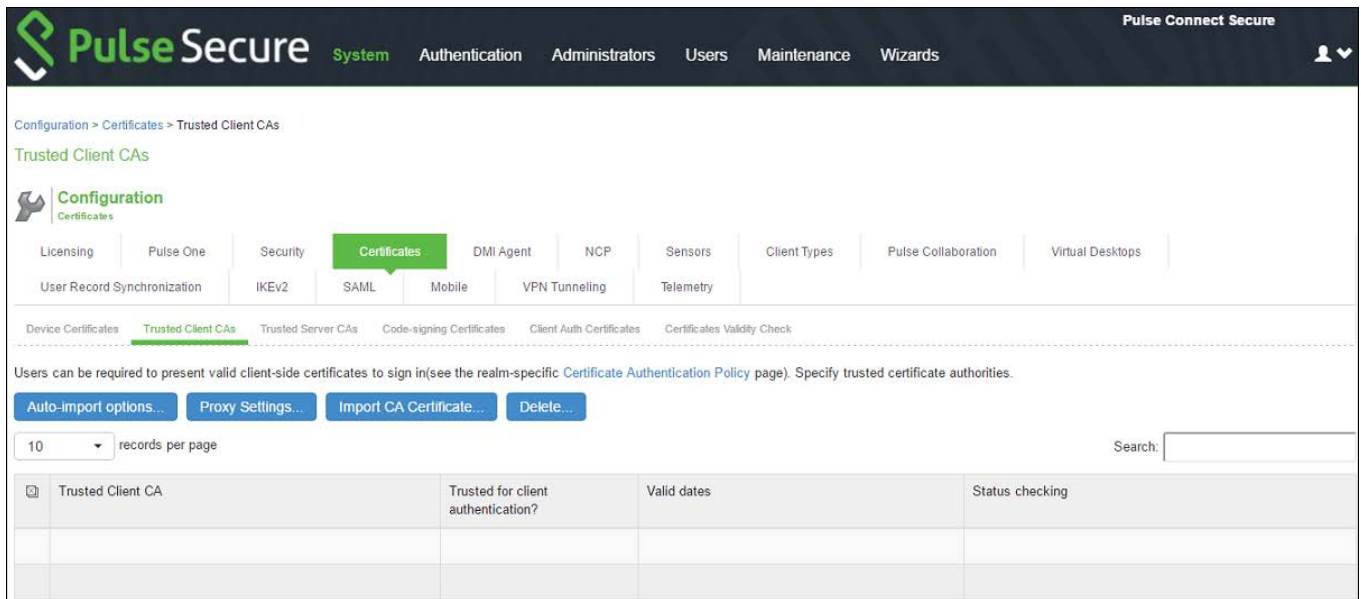 Pulse Connect Secure
Pulse Secure System Authentication Administrators Users Maintenance Wizards
Configuration > Certificates > Trusted Client CAs
Trusted Client CAs
Configuration
Certificates
Licensing Pulse One Security Certificates DMI Agent NCP Sensors Client Types Pulse Collaboration Virtual Desktops
User Record Synchronization IKEv2 SAML Mobile VPN Tunneling Telemetry
Device Certificates Trusted Client CAs Trusted Server CAs Code-signing Certificates Client Auth Certificates Certificates Validity Check
Users can be required to present valid client-side certificates to sign in(see the realm-specific Certificate Authentication Policy page). Specify trusted certificate authorities.
Auto-import options... Proxy Settings... Import CA Certificate... Delete...
10 records per page Search:
Trusted Client CA Trusted for client Valid dates Status checking
authentication?